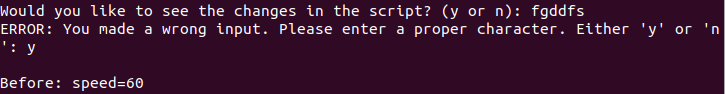 Would you like to see the changes in the script? (y or n): fgddfs
ERROR: You made a wrong input. Please enter a proper character. Either 'y' or 'n
': y
Before: speed=60